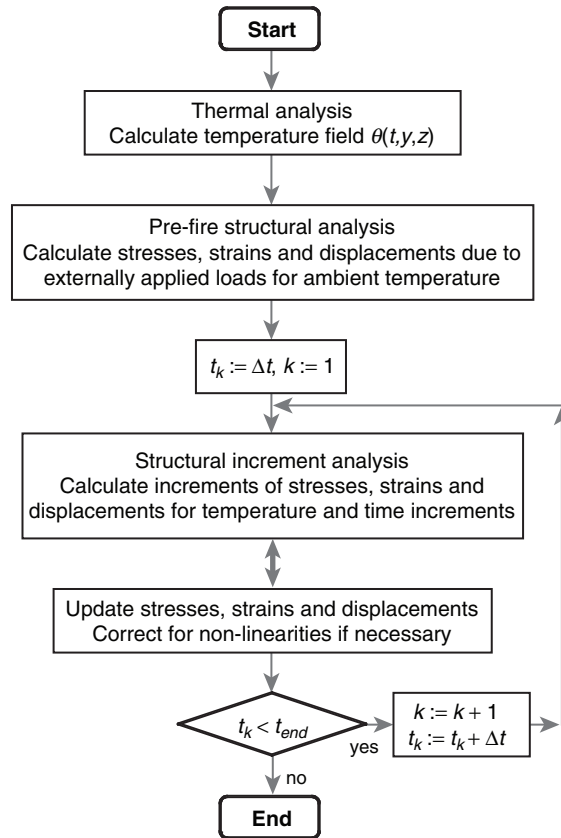 Start
Thermal analysis
Calculate temperature field θ(t,y,z)
Pre-fire structural analysis
Calculate stresses, strains and displacements due to
externally applied loads for ambient temperature
t_k := Δt, k := 1
Structural increment analysis
Calculate increments of stresses, strains and
displacements for temperature and time increments
Update stresses, strains and displacements
Correct for non-linearities if necessary
t_k < t_end
yes
k := k + 1
t_k := t_k + Δt
no
End